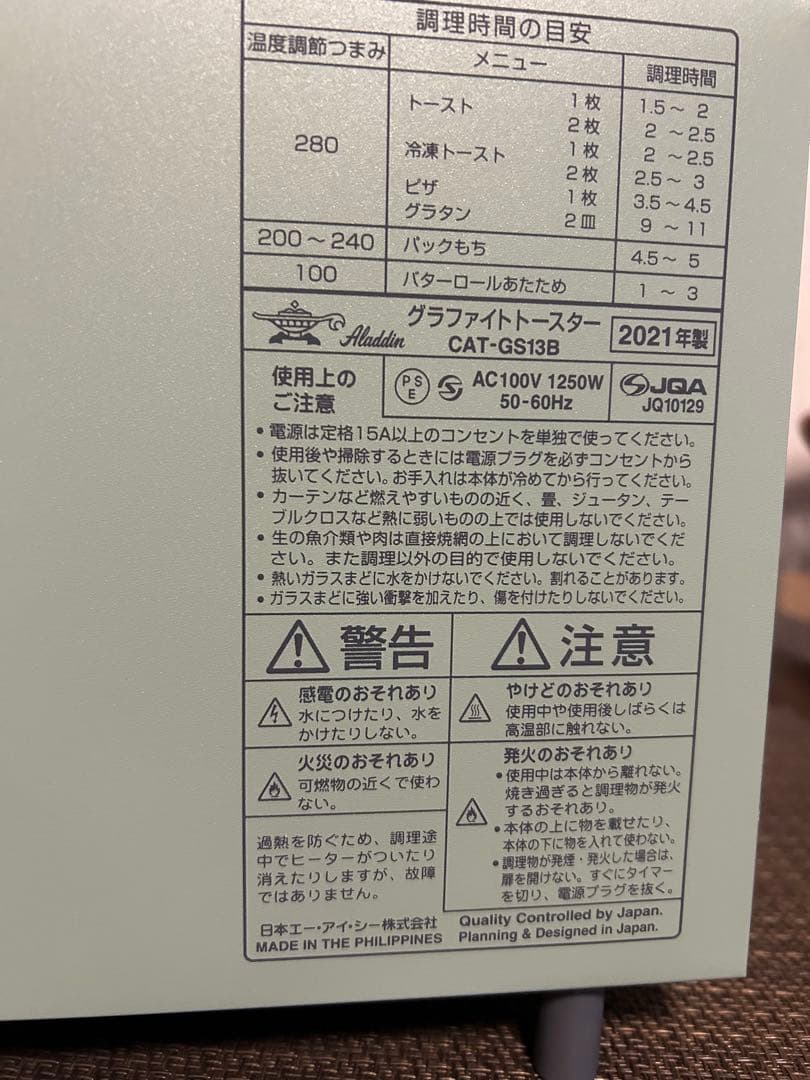 調理時間の目安
温度調節つまみ メニュー 調理時間
280 トースト 1枚 1.5～ 2
2枚 2 ～2.5
冷凍トースト 1枚 2 ～2.5
2枚 2.5～ 3
ピザ 1枚 3.5～4.5
グラタン 2皿 9 ～ 11
200～240 パックもち 4.5～ 5
100 バターロールあたため 1 ～ 3
Aladdin グラファイトトースター
CAT-GS13B
2021年製
使用上の
ご注意
PSE
AC100V 1250W
50-60Hz
JQA
JQ10129
• 電源は定格15A以上のコンセントを単独で使ってください。
• 使用後や掃除するときには電源プラグを必ずコンセントから
抜いてください。お手入れは本体が冷めてから行ってください。
• カーテンなど燃えやすいものの近く、畳、ジュータン、テー
ブルクロスなど熱に弱いものの上では使用しないでください。
• 生の魚介類や肉は直接焼網の上において調理しないでくだ
さい。また調理以外の目的で使用しないでください。
• 熱いガラスまどに水をかけないでください。割れることがあります。
• ガラスまどに強い衝撃を加えたり、傷を付けたりしないでください。
警告
感電のおそれあり
水につけたり、水を
かけたりしない。
火災のおそれあり
可燃物の近くで使わ
ない。
過熱を防ぐため、調理途
中でヒーターがついたり
消えたりしますが、故障
ではありません。
注意
やけどのおそれあり
使用中や使用後しばらくは
高温部に触れない。
発火のおそれあり
• 使用中は本体から離れない。
焼き過ぎると調理物が発火
するおそれあり。
• 本体の上に物を載せたり、
本体の下に物を入れて使わない。
• 調理物が発煙・発火した場合は、
扉を開けない。すぐにタイマー
を切り、電源プラグを抜く。
日本エー・アイ・シー株式会社
MADE IN THE PHILIPPINES
Quality Controlled by Japan.
Planning & Designed in Japan.